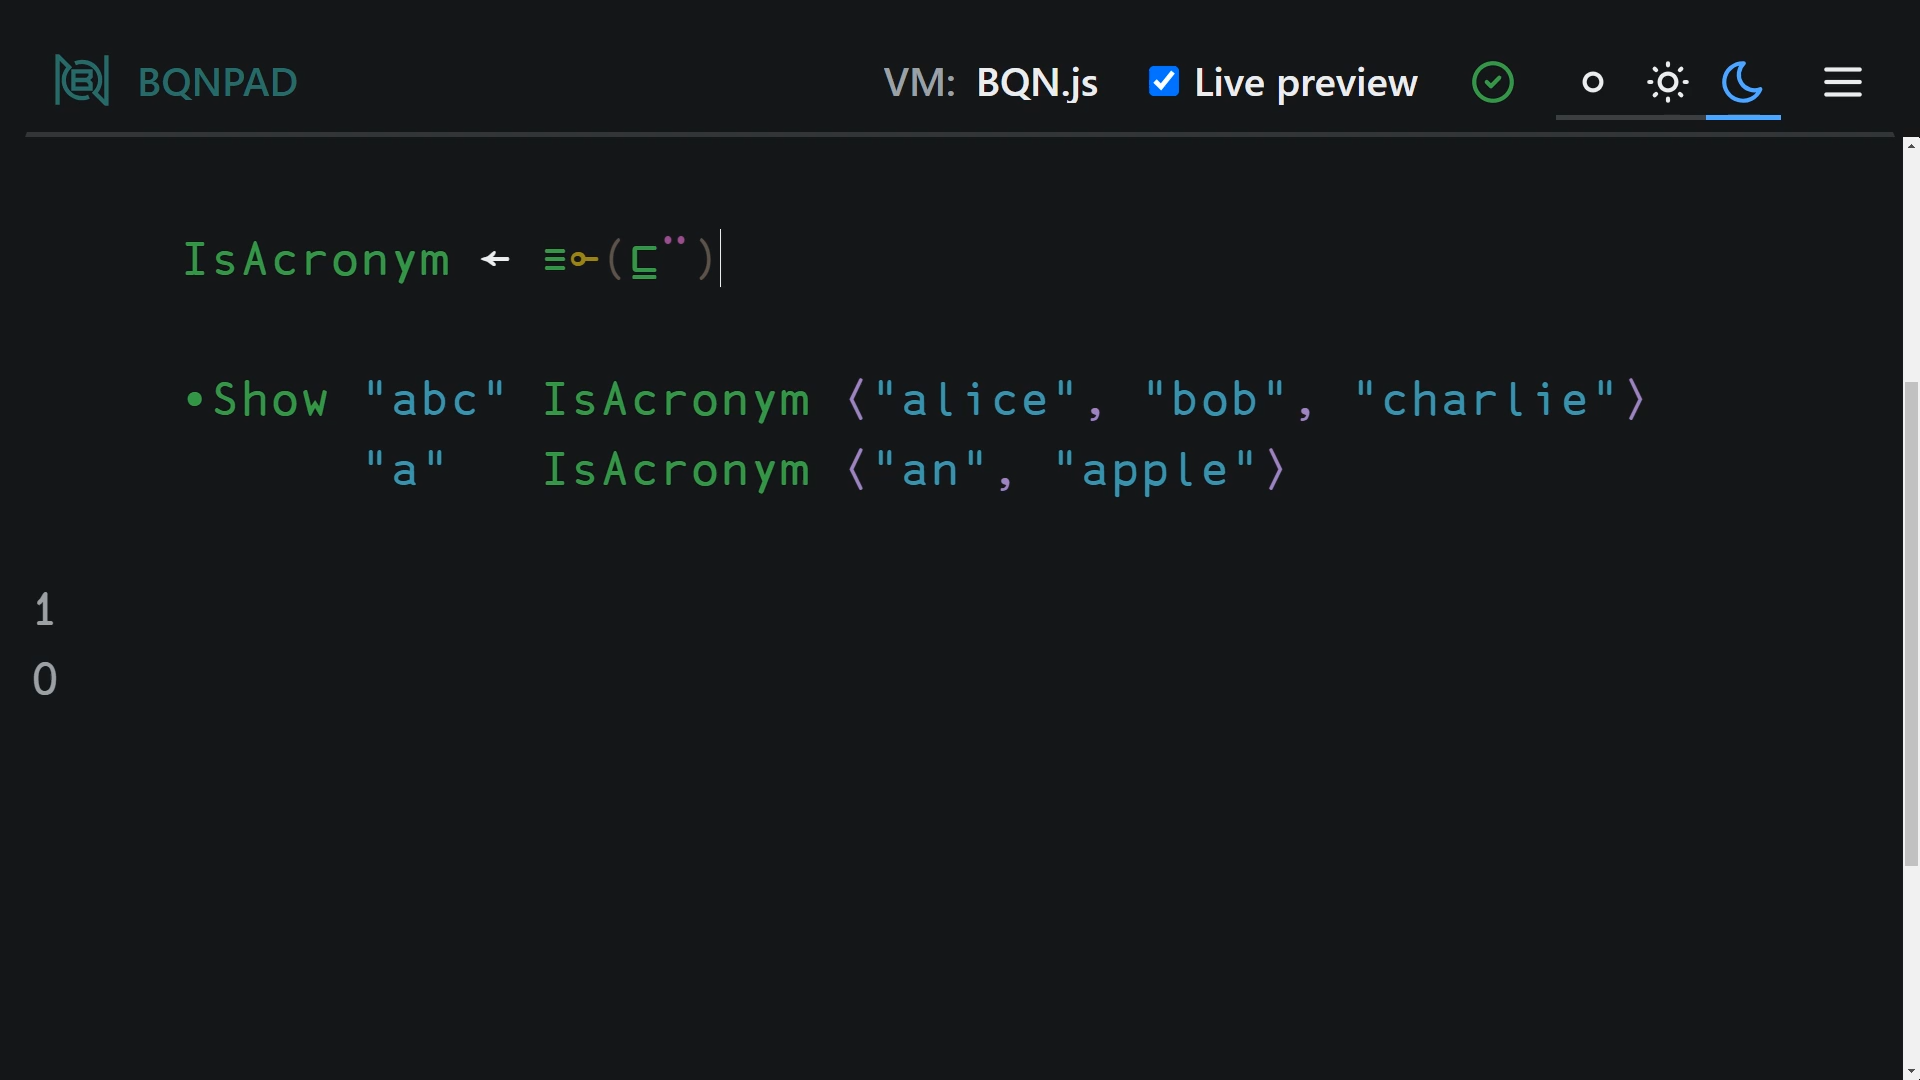 BQNPAD VM: BQN.js Live preview
IsAcronym ← ≡⟜(⊑¨)
•Show "abc" IsAcronym ⟨"alice", "bob", "charlie"⟩
"a" IsAcronym ⟨"an", "apple"⟩
1
0